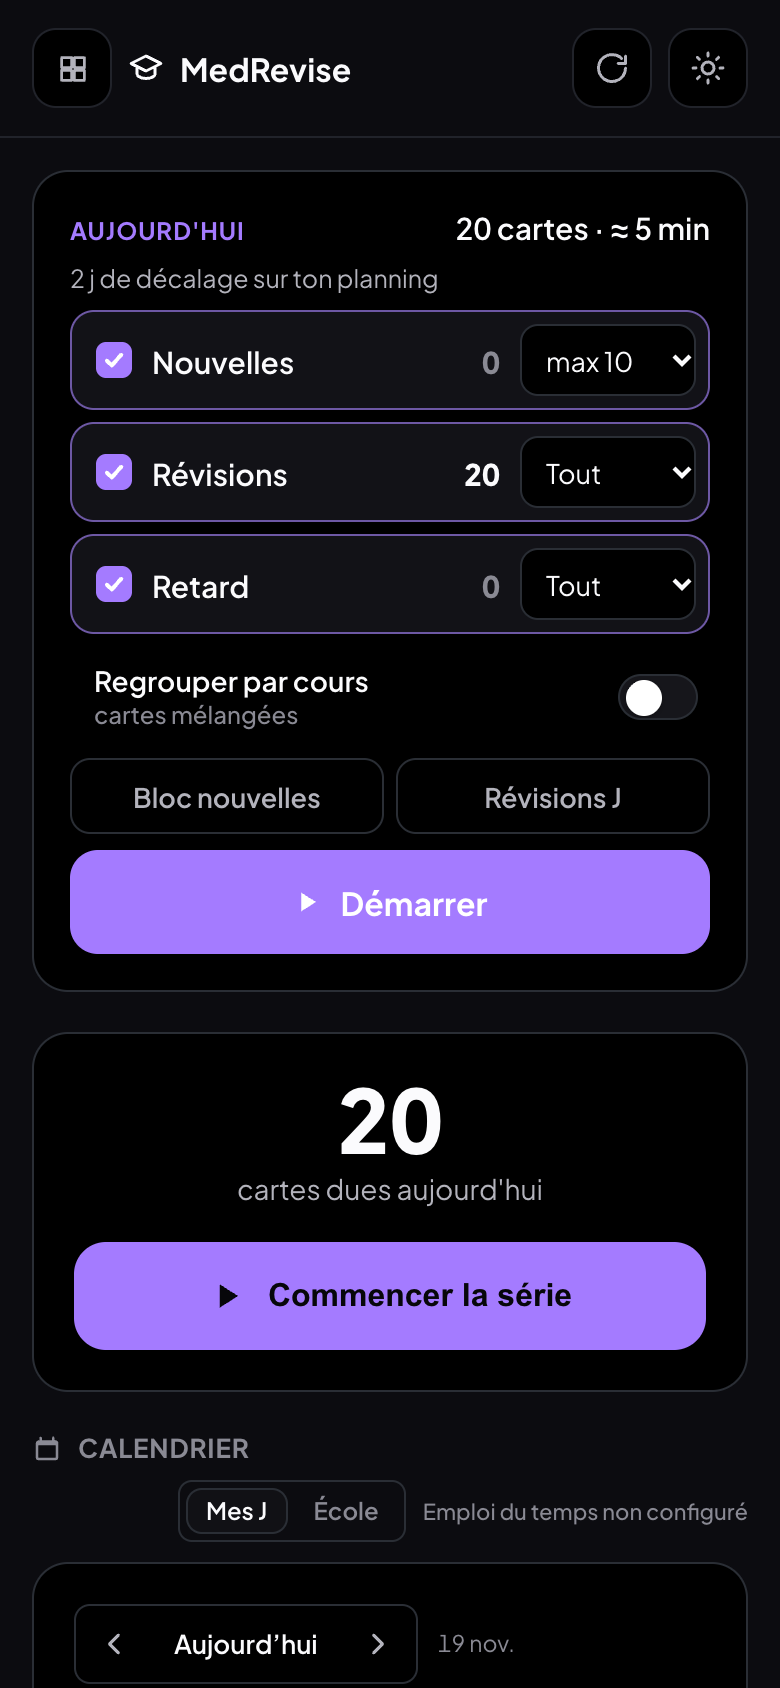 MedRevise
AUJOURD'HUI
20 cartes · ≈ 5 min
2 j de décalage sur ton planning
Nouvelles 0 max 10
Révisions 20 Tout
Retard 0 Tout
Regrouper par cours
cartes mélangées
Bloc nouvelles
Révisions J
Démarrer
20
cartes dues aujourd'hui
Commencer la série
CALENDRIER
Mes J École Emploi du temps non configuré
Aujourd’hui 19 nov.